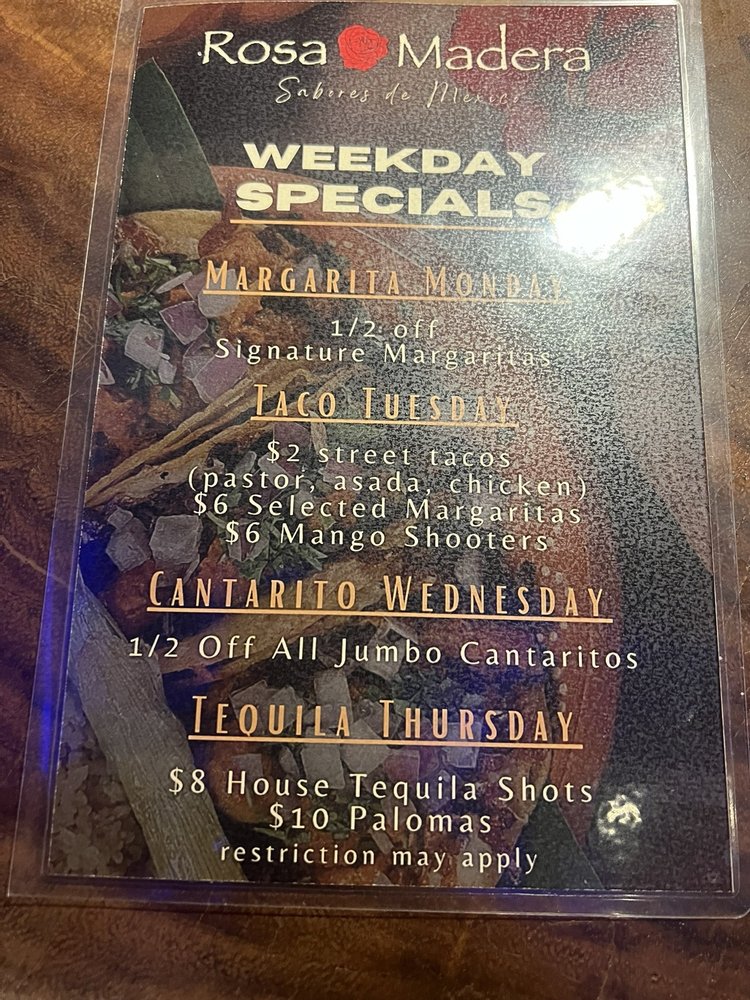 Rosa Madera
Sabores de México
WEEKDAY
SPECIALS
MARGARITA MONDAY
1/2 off
Signature Margaritas
TACO TUESDAY
$2 street tacos
(pastor, asada, chicken)
$6 Selected Margaritas
$6 Mango Shooters
CANTARITO WEDNESDAY
1/2 Off All Jumbo Cantaritos
TEQUILA THURSDAY
$8 House Tequila Shots
$10 Palomas
restriction may apply